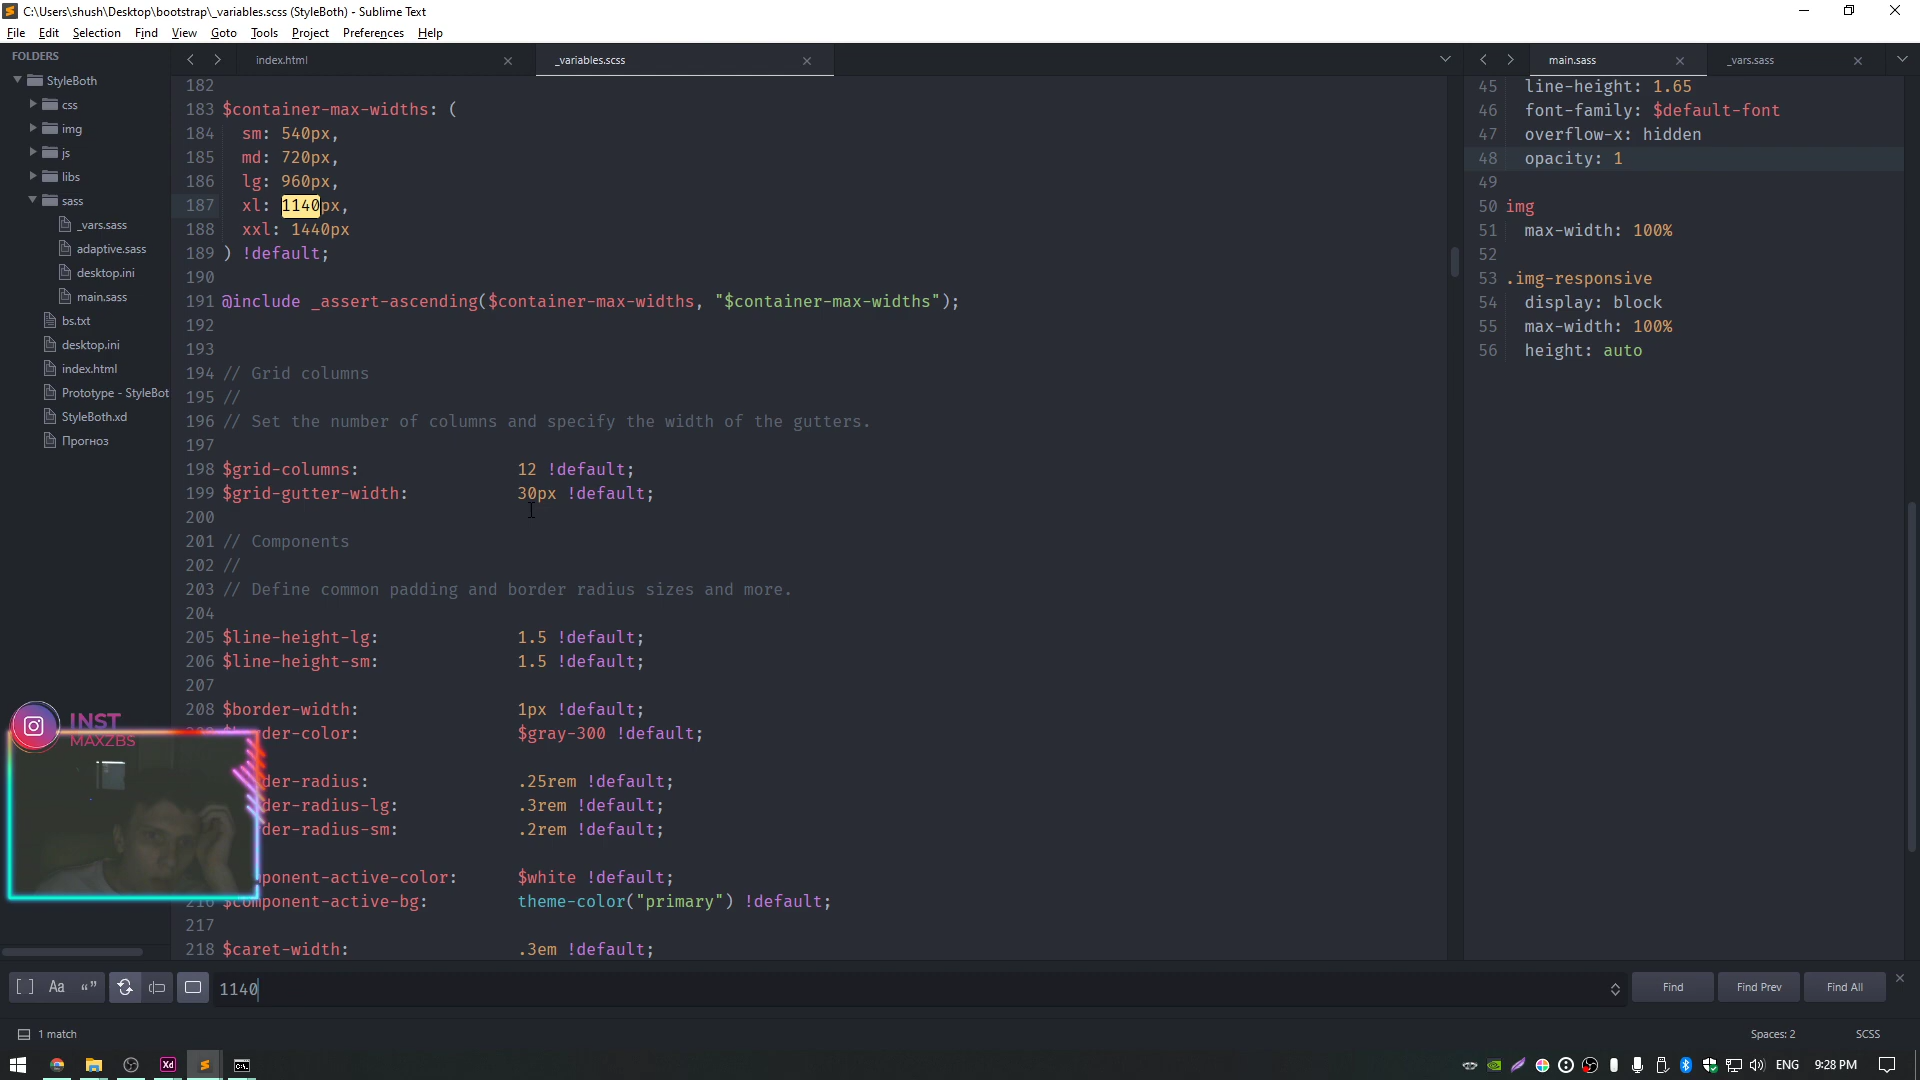 C:\Users\shush\Desktop\bootstrap\_variables.scss (StyleBoth) - Sublime Text
File Edit Selection Find View Goto Tools Project Preferences Help
FOLDERS
StyleBoth
css
img
js
libs
sass
_vars.sass
adaptive.sass
desktop.ini
main.sass
bs.txt
desktop.ini
index.html
Prototype - StyleBot
StyleBoth.xd
Прогноз
index.html
_variables.scss
182
183 $container-max-widths: (
184 sm: 540px,
185 md: 720px,
186 lg: 960px,
187 xl: 1140px,
188 xxl: 1440px
189 ) !default;
190
191 @include _assert-ascending($container-max-widths, "$container-max-widths");
192
193
194 // Grid columns
195 //
196 // Set the number of columns and specify the width of the gutters.
197
198 $grid-columns: 12 !default;
199 $grid-gutter-width: 30px !default;
200
201 // Components
202 //
203 // Define common padding and border radius sizes and more.
204
205 $line-height-lg: 1.5 !default;
206 $line-height-sm: 1.5 !default;
207
208 $border-width: 1px !default;
der-color: $gray-300 !default;
der-radius: .25rem !default;
der-radius-lg: .3rem !default;
der-radius-sm: .2rem !default;
ponent-active-color: $white !default;
216 $component-active-bg: theme-color("primary") !default;
217
218 $caret-width: .3em !default;
main.sass
_vars.sass
45 line-height: 1.65
46 font-family: $default-font
47 overflow-x: hidden
48 opacity: 1
49
50 img
51 max-width: 100%
52
53 .img-responsive
54 display: block
55 max-width: 100%
56 height: auto
INST
MAXZBS
1140
Find
Find Prev
Find All
1 match
Spaces: 2
SCSS
Xd
ENG
9:28 PM